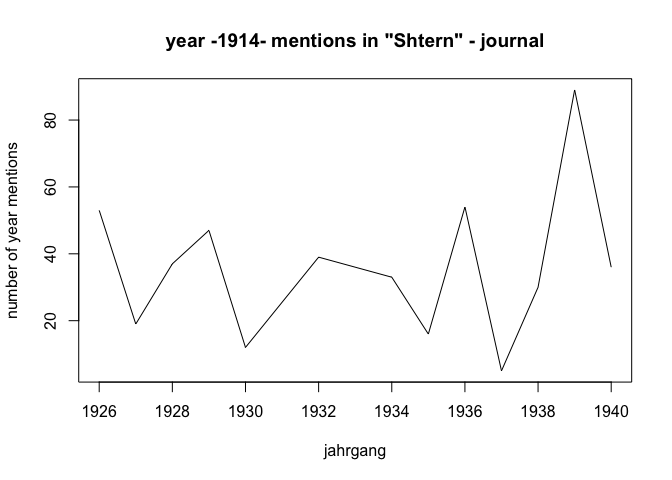 year -1914- mentions in "Shtern" - journal
number of year mentions
80
60
40
20
1926 1928 1930 1932 1934 1936 1938 1940
jahrgang